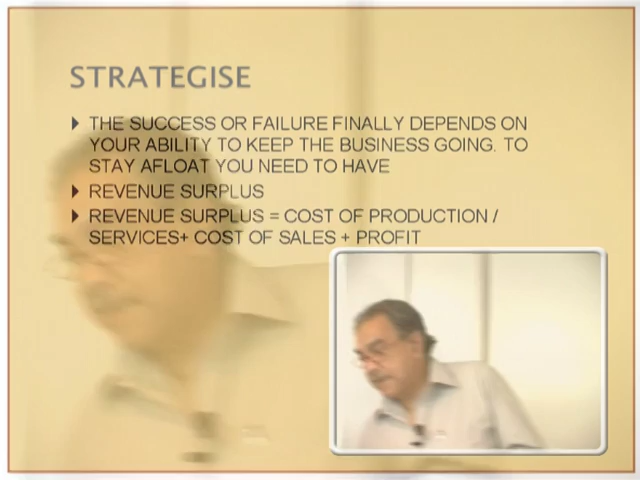 STRATEGISE
THE SUCCESS OR FAILURE FINALLY DEPENDS ON
YOUR ABILITY TO KEEP THE BUSINESS GOING. TO
STAY AFLOAT YOU NEED TO HAVE
REVENUE SURPLUS
REVENUE SURPLUS = COST OF PRODUCTION /
SERVICES+ COST OF SALES + PROFIT